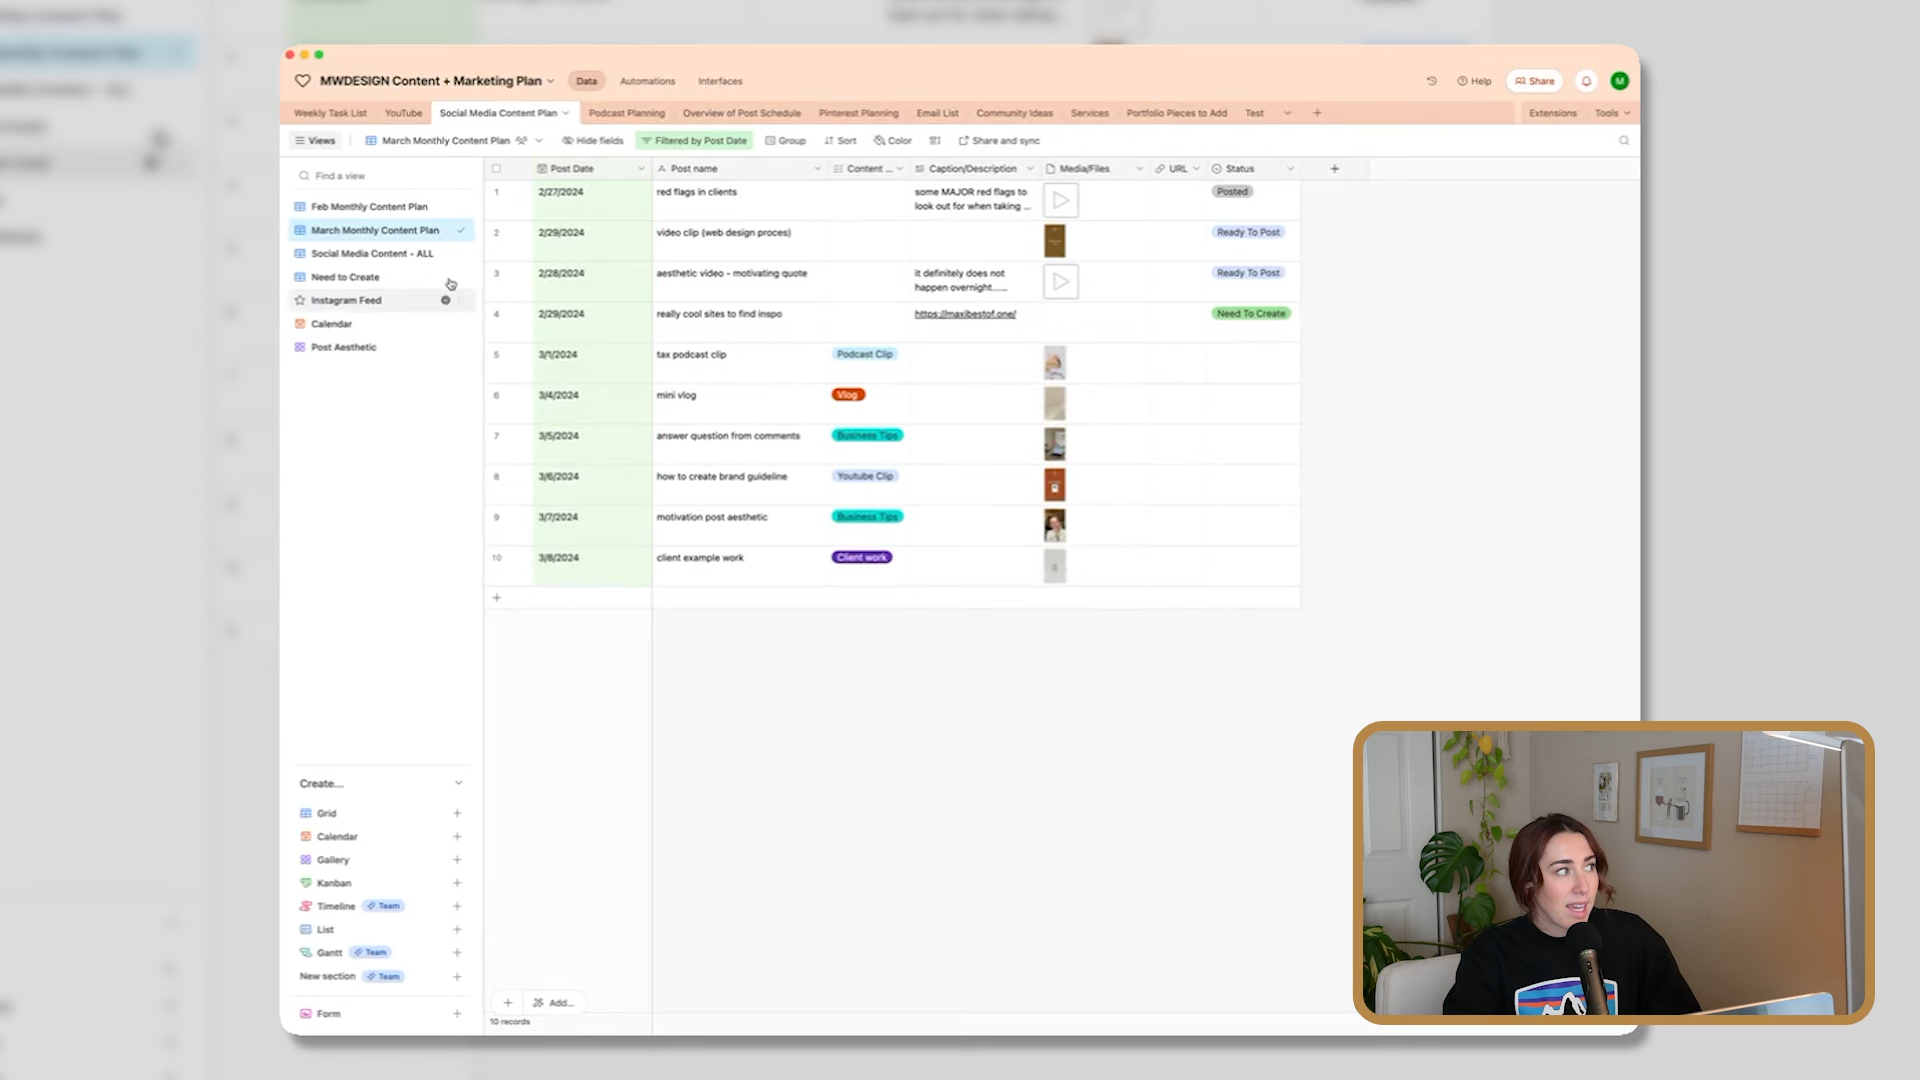 MWDESIGN Content + Marketing Plan
Data
Automations
Interfaces
Help
Share
M
Weekly Task List
YouTube
Social Media Content Plan
Podcast Planning
Overview of Post Schedule
Pinterest Planning
Email List
Community Ideas
Services
Portfolio Pieces to Add
Test
Extensions
Tools
Views
March Monthly Content Plan
Hide fields
Filtered by Post Date
Group
Sort
Color
Share and sync
Find a view
Feb Monthly Content Plan
March Monthly Content Plan
Social Media Content - ALL
Need to Create
Instagram Feed
Calendar
Post Aesthetic
Post Date
Post name
Content ...
Caption/Description
Media/Files
URL
Status
1
2/27/2024
red flags in clients
some MAJOR red flags to
look out for when taking ...
Posted
2
2/29/2024
video clip (web design proces)
Ready To Post
3
2/28/2024
aesthetic video - motivating quote
it definitely does not
happen overnight......
Ready To Post
4
2/29/2024
really cool sites to find inspo
https://maxibestof.one/
Need To Create
5
3/1/2024
tax podcast clip
Podcast Clip
6
3/4/2024
mini vlog
Vlog
7
3/5/2024
answer question from comments
Business Tips
8
3/6/2024
how to create brand guideline
Youtube Clip
9
3/7/2024
motivation post aesthetic
Business Tips
10
3/8/2024
client example work
Client work
Create...
Grid
Calendar
Gallery
Kanban
Timeline
Team
List
Gantt
Team
New section
Team
Form
Add...
10 records